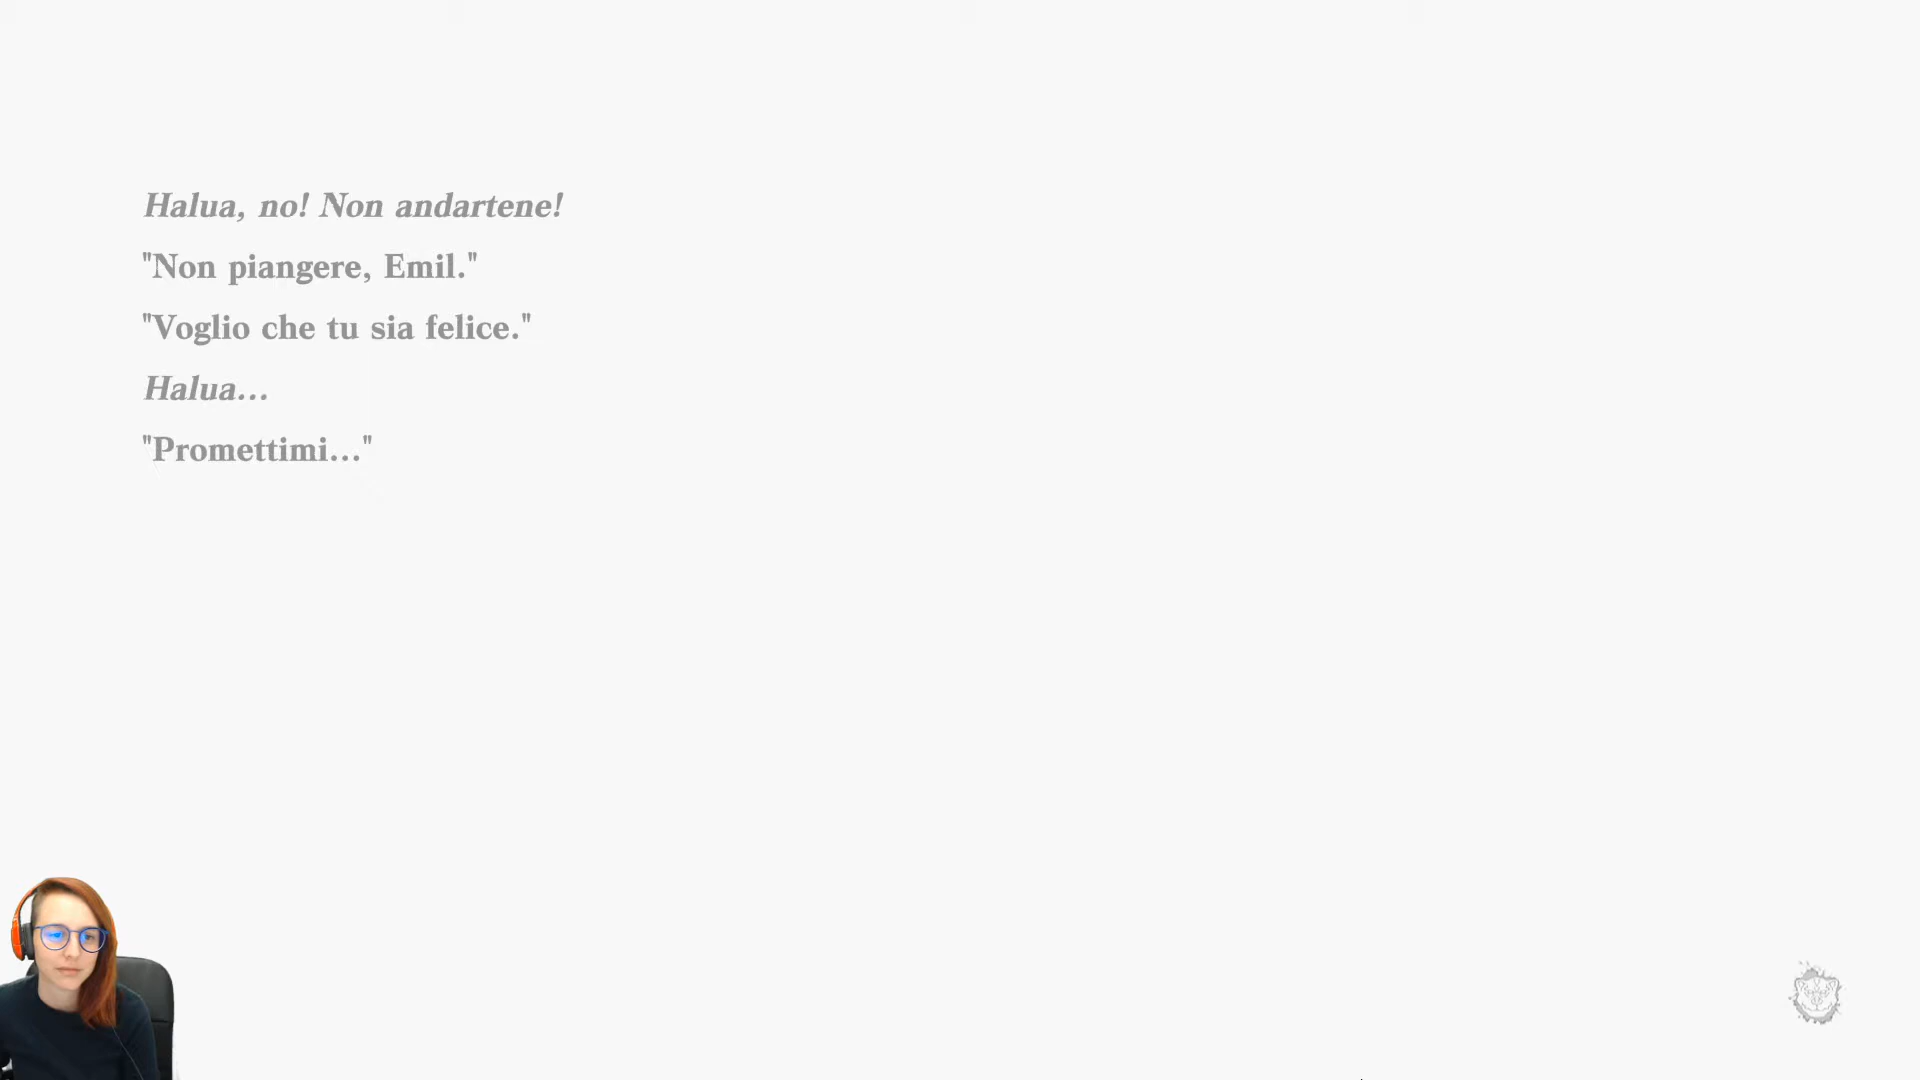 Halua, no! Non andartene!
"Non piangere, Emil."
"Voglio che tu sia felice."
Halua...
"Promettimi..."